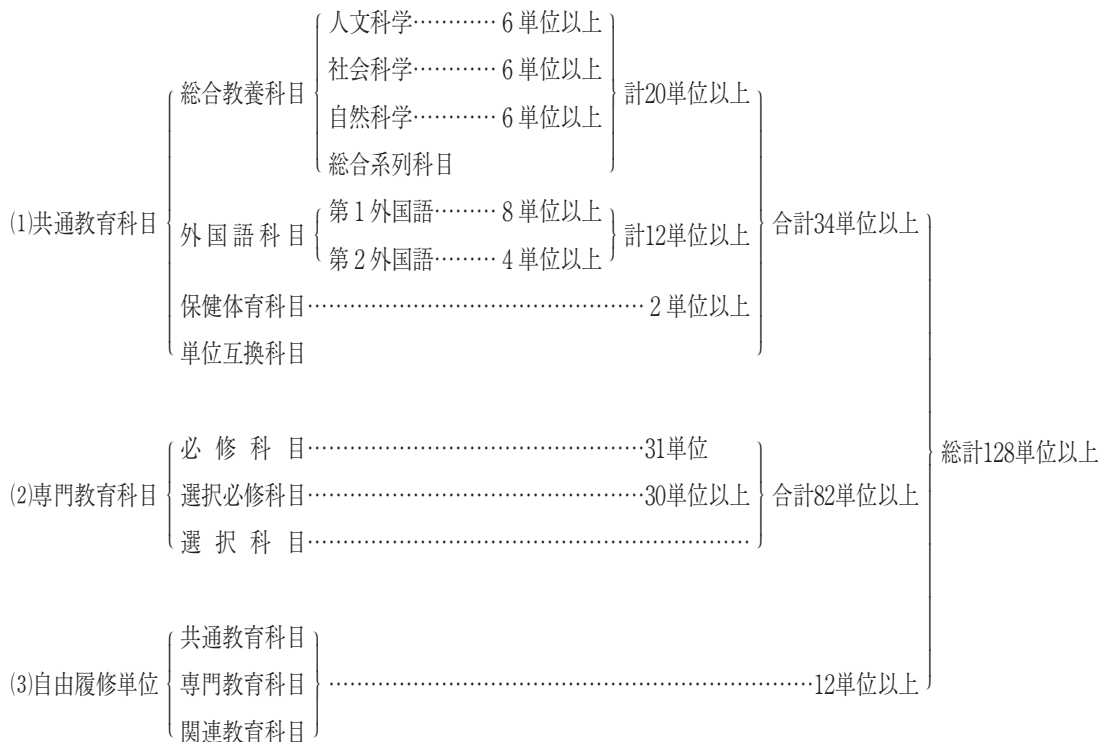 人文科学…………6単位以上
社会科学…………6単位以上
総合教養科目 計20単位以上
自然科学…………6単位以上
総合系列科目
第1外国語………8単位以上
(1)共通教育科目 外国語科目 計12単位以上 合計34単位以上
第2外国語………4単位以上
保健体育科目…………………………………………2単位以上
単位互換科目
必修科目…………………………………………31単位
総計128単位以上
(2)専門教育科目 選択必修科目…………………………………………30単位以上 合計82単位以上
選択科目………………………………………………………
共通教育科目
(3)自由履修単位 専門教育科目 ……………………………………………………………12単位以上
関連教育科目